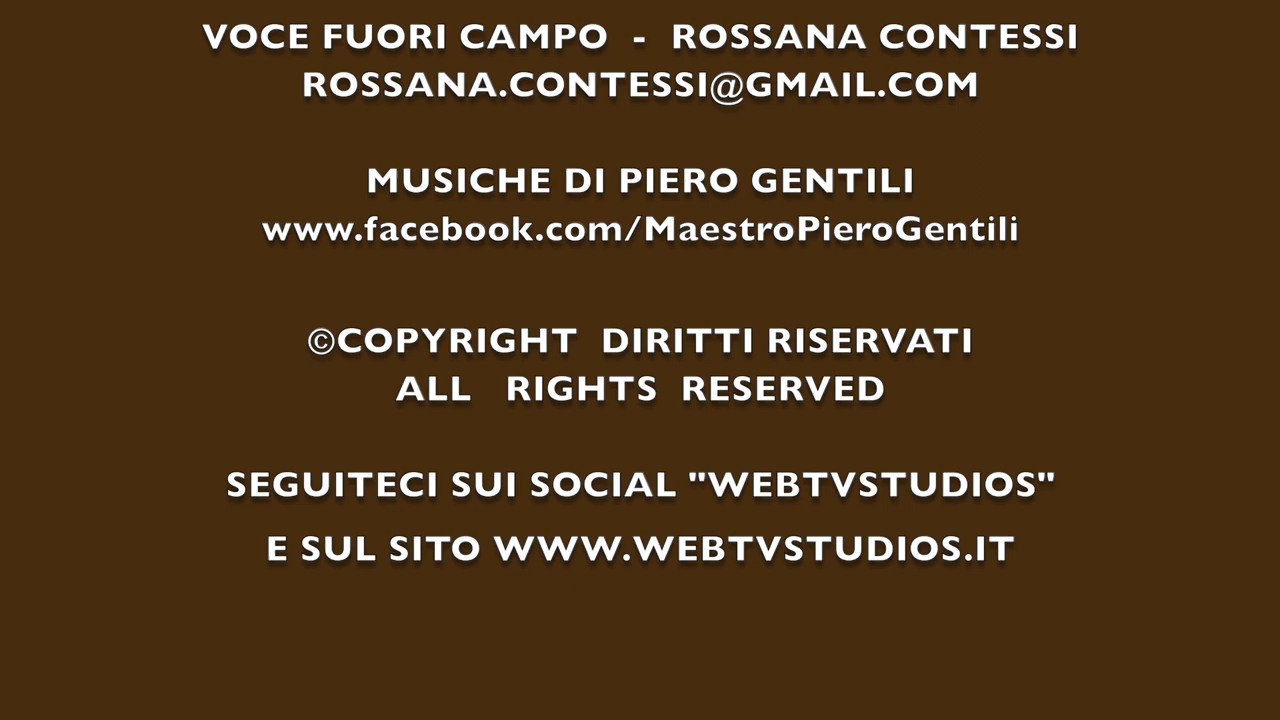 VOCE FUORI CAMPO - ROSSANA CONTESSI
ROSSANA.CONTESSI@GMAIL.COM
MUSICHE DI PIERO GENTILI
www.facebook.com/MaestroPieroGentili
©COPYRIGHT DIRITTI RISERVATI
ALL RIGHTS RESERVED
SEGUITECI SUI SOCIAL "WEBTVSTUDIOS"
E SUL SITO WWW.WEBTVSTUDIOS.IT